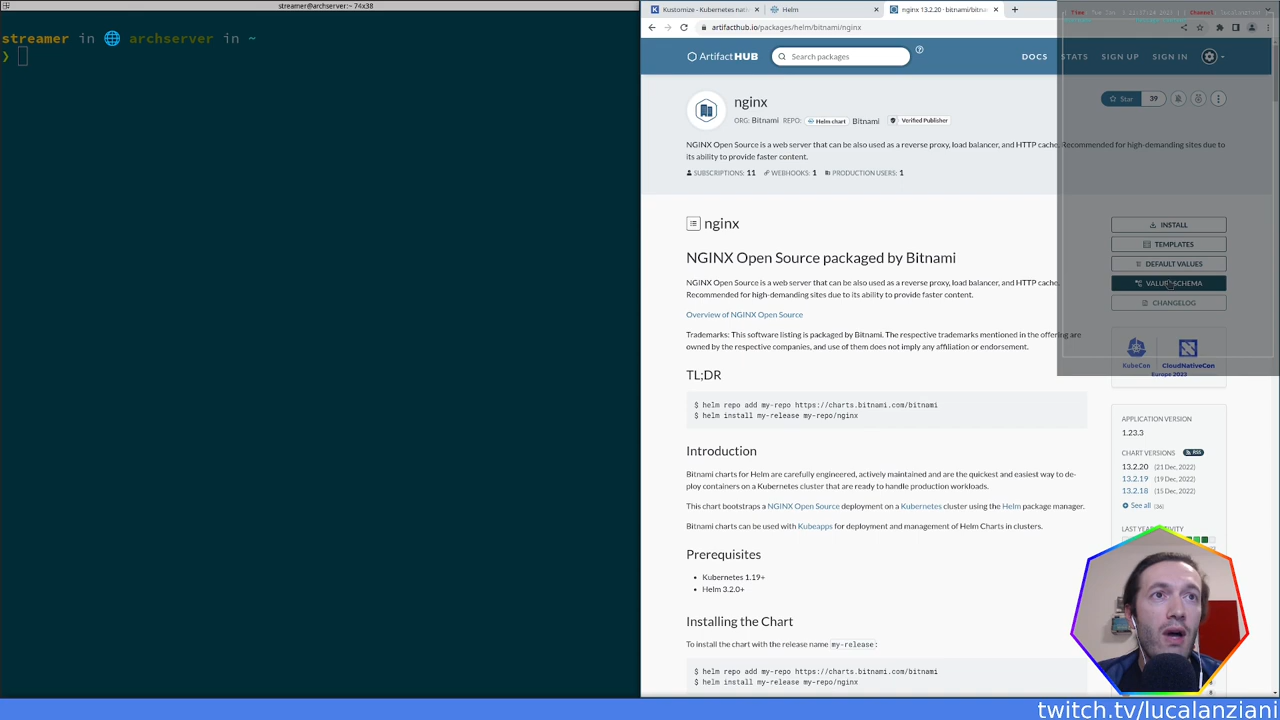 streamer@archserver:~ 74x38
streamer in 🌐 archserver in ~
❯
Kustomize - Kubernetes nati
Helm
nginx 13.2.20 · bitnami/bitn
artifacthub.io/packages/helm/bitnami/nginx
ArtifactHUB
Search packages
DOCS STATS SIGN UP SIGN IN
nginx
ORG: Bitnami REPO: Helm chart Bitnami Verified Publisher
Star 39
NGINX Open Source is a web server that can be also used as a reverse proxy, load balancer, and HTTP cache. Recommended for high-demanding sites due to
its ability to provide faster content.
SUBSCRIPTIONS: 11 WEBHOOKS: 1 PRODUCTION USERS: 1
nginx
NGINX Open Source packaged by Bitnami
NGINX Open Source is a web server that can be also used as a reverse proxy, load balancer, and HTTP cache.
Recommended for high-demanding sites due to its ability to provide faster content.
Overview of NGINX Open Source
Trademarks: This software listing is packaged by Bitnami. The respective trademarks mentioned in the offering are
owned by the respective companies, and use of them does not imply any affiliation or endorsement.
TL;DR
$ helm repo add my-repo https://charts.bitnami.com/bitnami
$ helm install my-release my-repo/nginx
Introduction
Bitnami charts for Helm are carefully engineered, actively maintained and are the quickest and easiest way to de-
ploy containers on a Kubernetes cluster that are ready to handle production workloads.
This chart bootstraps a NGINX Open Source deployment on a Kubernetes cluster using the Helm package manager.
Bitnami charts can be used with Kubeapps for deployment and management of Helm Charts in clusters.
Prerequisites
• Kubernetes 1.19+
• Helm 3.2.0+
Installing the Chart
To install the chart with the release name my-release:
$ helm repo add my-repo https://charts.bitnami.com/bitnami
$ helm install my-release my-repo/nginx
INSTALL
TEMPLATES
DEFAULT VALUES
VALUES SCHEMA
CHANGELOG
KubeCon CloudNativeCon
Europe 2023
APPLICATION VERSION
1.23.3
CHART VERSIONS RSS
13.2.20 (21 Dec, 2022)
13.2.19 (19 Dec, 2022)
13.2.18 (15 Dec, 2022)
See all (36)
LAST YEAR ACTIVITY
twitch.tv/lucalanziani